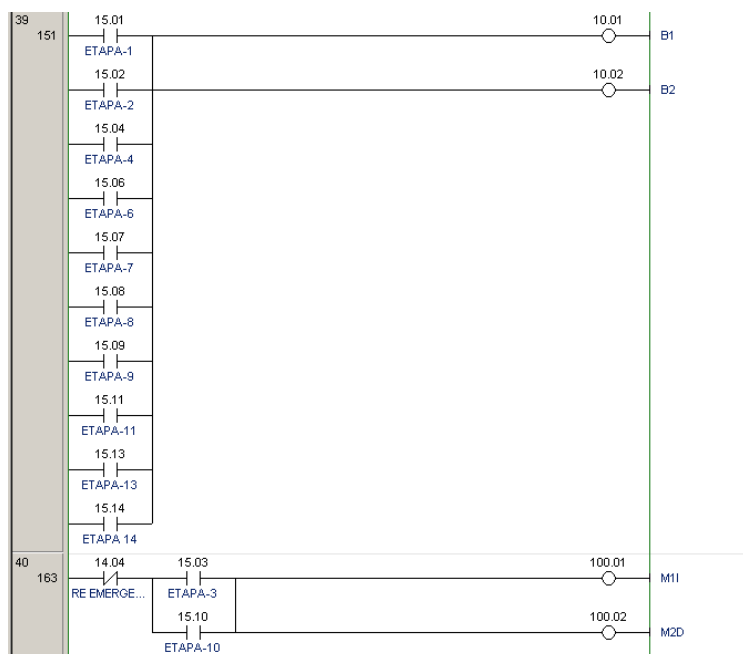 39 15.01 10.01
151 B1
ETAPA-1
15.02 10.02
B2
ETAPA-2
15.04
ETAPA-4
15.06
ETAPA-6
15.07
ETAPA-7
15.08
ETAPA-8
15.09
ETAPA-9
15.11
ETAPA-11
15.13
ETAPA-13
15.14
ETAPA 14
40 14.04 15.03 100.01
163 M1I
RE EMERGE... ETAPA-3
15.10 100.02
M2D
ETAPA-10